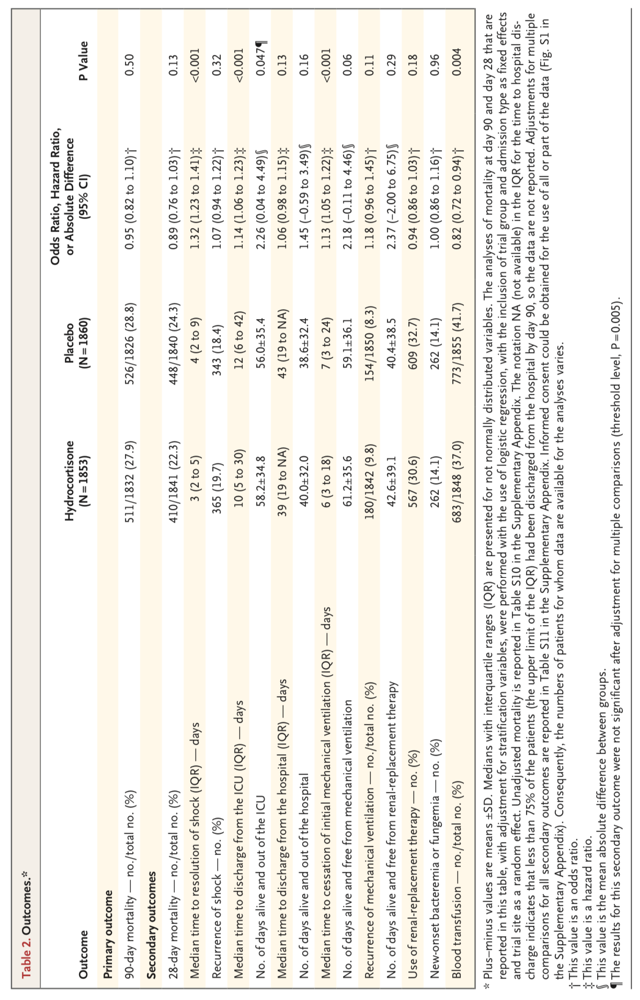 Table 2. Outcomes.*
Outcome Hydrocortisone (N=1853) Placebo (N=1860) Odds Ratio, Hazard Ratio, or Absolute Difference (95% CI) P Value
Primary outcome
90-day mortality — no./total no. (%) 511/1832 (27.9) 526/1826 (28.8) 0.95 (0.82 to 1.10)† 0.50
Secondary outcomes
28-day mortality — no./total no. (%) 410/1841 (22.3) 448/1840 (24.3) 0.89 (0.76 to 1.03)† 0.13
Median time to resolution of shock (IQR) — days 3 (2 to 5) 4 (2 to 9) 1.32 (1.23 to 1.41)‡ <0.001
Recurrence of shock — no. (%) 365 (19.7) 343 (18.4) 1.07 (0.94 to 1.22)† 0.32
Median time to discharge from the ICU (IQR) — days 10 (5 to 30) 12 (6 to 42) 1.14 (1.06 to 1.23)‡ <0.001
No. of days alive and out of the ICU 58.2±34.8 56.0±35.4 2.26 (0.04 to 4.49)§ 0.047¶
Median time to discharge from the hospital (IQR) — days 39 (19 to NA) 43 (19 to NA) 1.06 (0.98 to 1.15)‡ 0.13
No. of days alive and out of the hospital 40.0±32.0 38.6±32.4 1.45 (−0.59 to 3.49)§ 0.16
Median time to cessation of initial mechanical ventilation (IQR) — days 6 (3 to 18) 7 (3 to 24) 1.13 (1.05 to 1.22)‡ <0.001
No. of days alive and free from mechanical ventilation 61.2±35.6 59.1±36.1 2.18 (−0.11 to 4.46)§ 0.06
Recurrence of mechanical ventilation — no./total no. (%) 180/1842 (9.8) 154/1850 (8.3) 1.18 (0.96 to 1.45)† 0.11
No. of days alive and free from renal-replacement therapy 42.6±39.1 40.4±38.5 2.37 (−2.00 to 6.75)§ 0.29
Use of renal-replacement therapy — no. (%) 567 (30.6) 609 (32.7) 0.94 (0.86 to 1.03)† 0.18
New-onset bacteremia or fungemia — no. (%) 262 (14.1) 262 (14.1) 1.00 (0.86 to 1.16)† 0.96
Blood transfusion — no./total no. (%) 683/1848 (37.0) 773/1855 (41.7) 0.82 (0.72 to 0.94)† 0.004
* Plus–minus values are means ±SD. Medians with interquartile ranges (IQR) are presented for not normally distributed variables. The analyses of mortality at day 90 and day 28 that are
reported in this table, with adjustment for stratification variables, were performed with the use of logistic regression, with the inclusion of trial group and admission type as fixed effects
and trial site as a random effect. Unadjusted mortality is reported in Table S10 in the Supplementary Appendix. The notation NA (not available) in the IQR for the time to hospital dis-
charge indicates that less than 75% of the patients (the upper limit of the IQR) had been discharged from the hospital by day 90, so the data are not reported. Adjustments for multiple
comparisons for all secondary outcomes are reported in Table S11 in the Supplementary Appendix. Informed consent could be obtained for the use of all or part of the data (Fig. S1 in
the Supplementary Appendix). Consequently, the numbers of patients for whom data are available for the analyses varies.
† This value is an odds ratio.
‡ This value is a hazard ratio.
§ This value is the mean absolute difference between groups.
¶ The results for this secondary outcome were not significant after adjustment for multiple comparisons (threshold level, P=0.005).